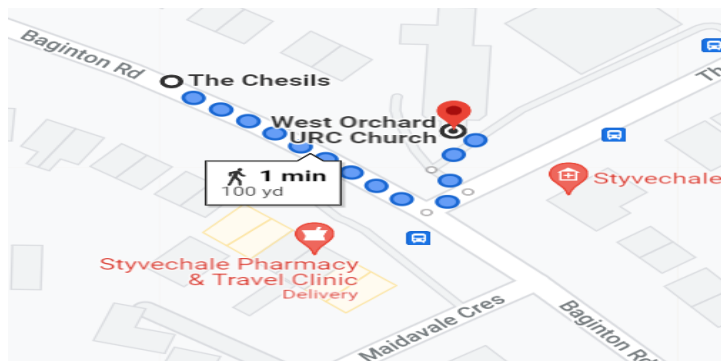 Baginton Rd
The Chesils
West Orchard
URC Church
1 min
100 yd
Th
Styvechale
Styvechale Pharmacy
& Travel Clinic
Delivery
Maidavale Cres
Baginton Rd